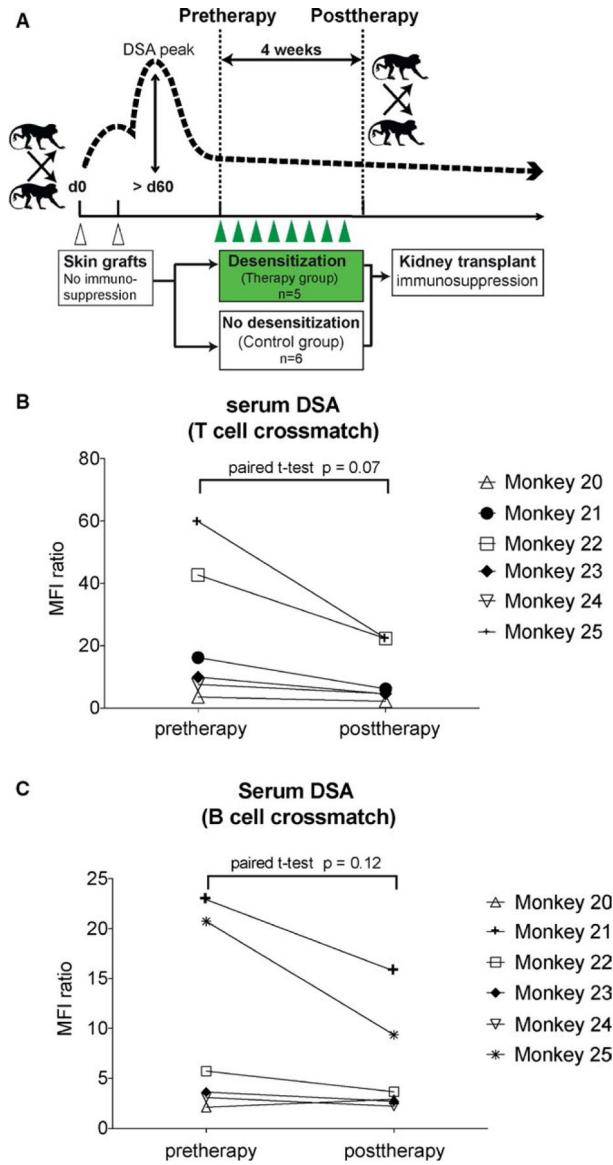 A
Pretherapy
Posttherapy
DSA peak
4 weeks
d0
> d60
Skin grafts
No immuno-
suppression
Desensitization
(Therapy group)
n=5
No desensitization
(Control group)
n=6
Kidney transplant
immunosuppression
B
serum DSA
(T cell crossmatch)
paired t-test p = 0.07
MFI ratio
80
60
40
20
0
pretherapy
posttherapy
Monkey 20
Monkey 21
Monkey 22
Monkey 23
Monkey 24
Monkey 25
C
Serum DSA
(B cell crossmatch)
paired t-test p = 0.12
MFI ratio
25
20
15
10
5
0
pretherapy
posttherapy
Monkey 20
Monkey 21
Monkey 22
Monkey 23
Monkey 24
Monkey 25